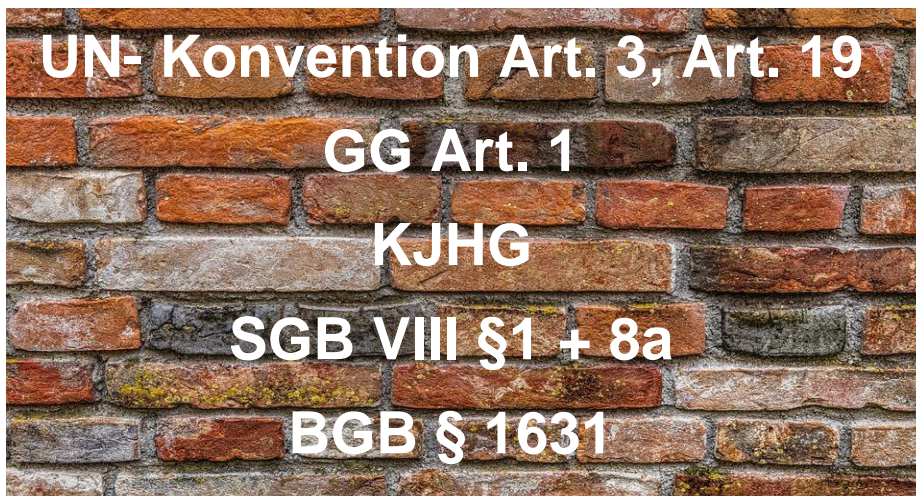 UN- Konvention Art. 3, Art. 19
GG Art. 1
KJHG
SGB VIII §1 + 8a
BGB § 1631